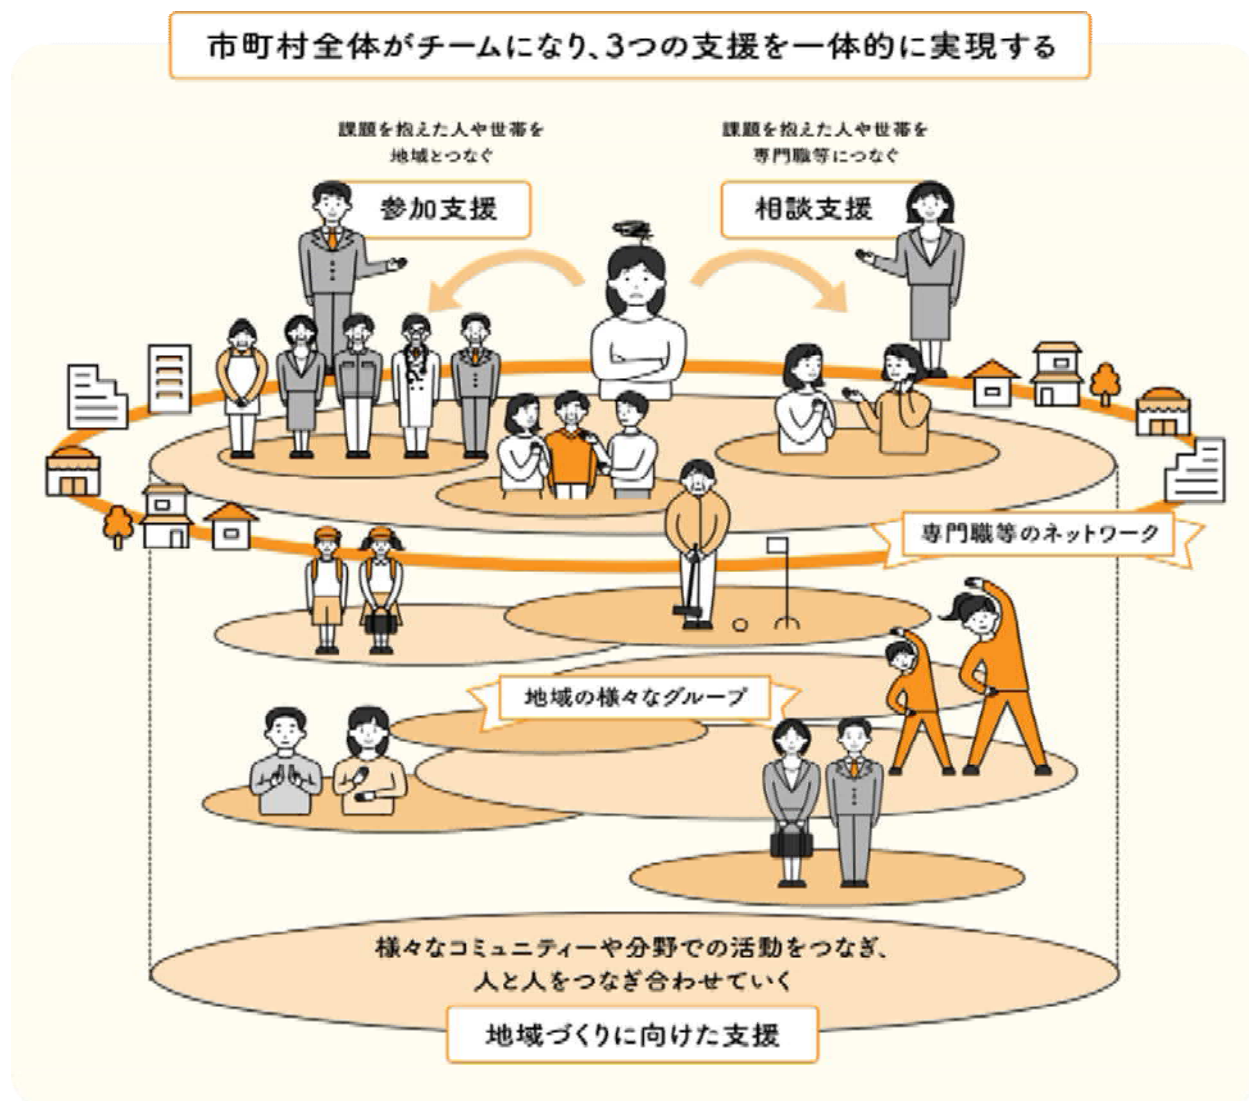 市町村全体がチームになり、3つの支援を一体的に実現する
課題を抱えた人や世帯を
地域とつなぐ
参加支援
課題を抱えた人や世帯を
専門職等につなぐ
相談支援
専門職等のネットワーク
地域の様々なグループ
様々なコミュニティーや分野での活動をつなぎ、
人と人をつなぎ合わせていく
地域づくりに向けた支援